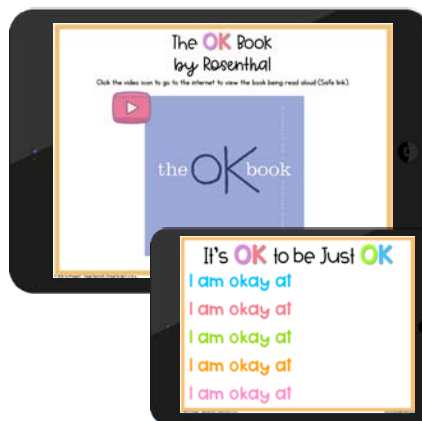 The OK Book
by Rosenthal
Click the video icon to go to the internet to view the book being read aloud (Safe link).
the OK book
It's OK to be Just OK
I am okay at
I am okay at
I am okay at
I am okay at
I am okay at